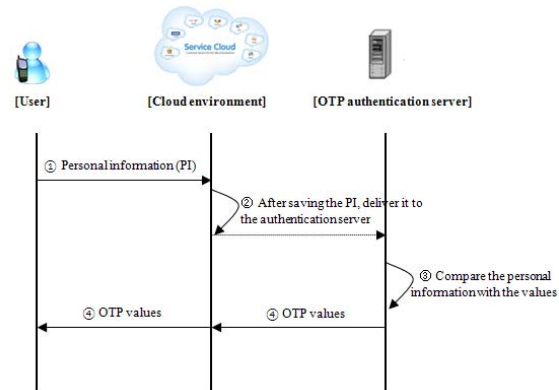 Service Cloud
[User]
[Cloud environment]
[OTP authentication server]
① Personal information (PI)
② After saving the PI, deliver it to
the authentication server
③ Compare the personal
information with the values
④ OTP values
④ OTP values